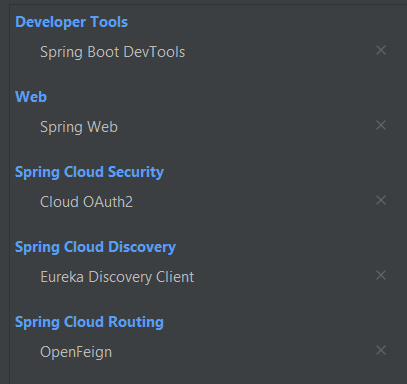 Developer Tools
Spring Boot DevTools
Web
Spring Web
Spring Cloud Security
Cloud OAuth2
Spring Cloud Discovery
Eureka Discovery Client
Spring Cloud Routing
OpenFeign